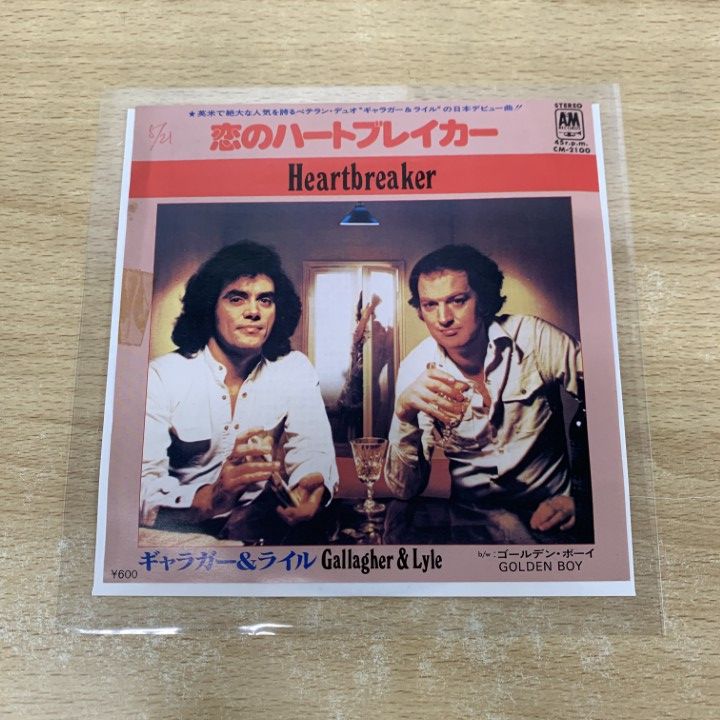 ★英米で絶大な人気を誇るベテラン・デュオ“ギャラガー&ライル”の日本デビュー曲!!
STEREO
5/21
恋のハートブレイカー
A&M
RECORDS
45r.p.m.
CM-2100
Heartbreaker
ギャラガー&ライル Gallagher & Lyle
b/w:ゴールデン・ボーイ
GOLDEN BOY
¥600